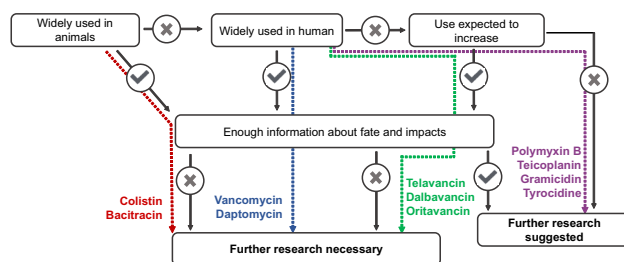 Widely used in
animals
Widely used in human
Use expected to
increase
Enough information about fate and impacts
Polymyxin B
Teicoplanin
Gramicidin
Tyrocidine
Colistin
Bacitracin
Vancomycin
Daptomycin
Telavancin
Dalbavancin
Oritavancin
Further research necessary
Further research
suggested